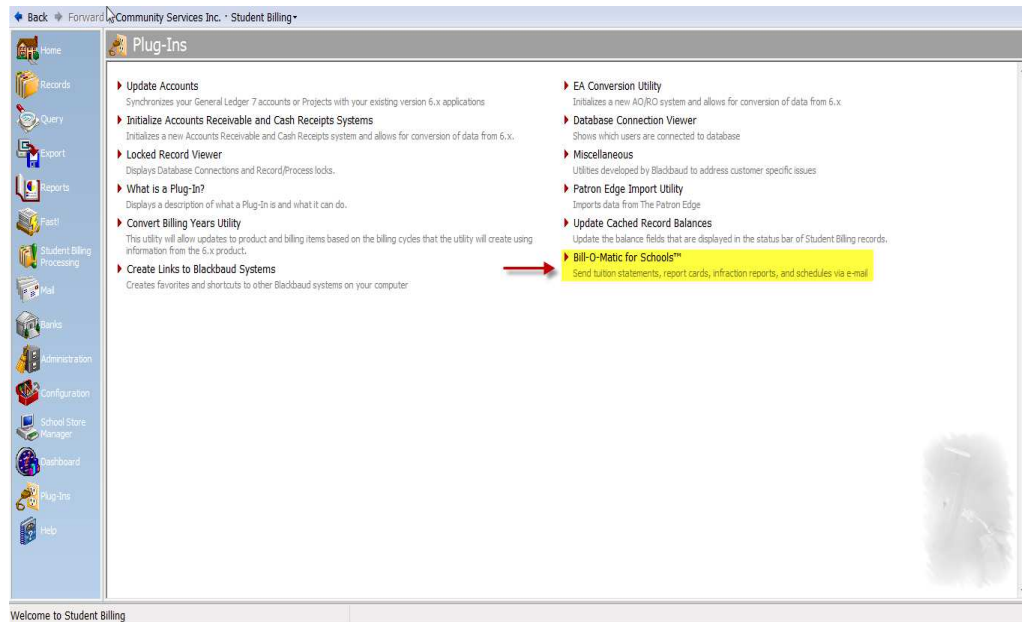 Back Forward Community Services Inc. · Student Billing
Plug-Ins
Home
Records
Query
Export
Reports
Fast!
Student Billing
Processing
Mail
Banks
Administration
Configuration
School Store
Manager
Dashboard
Plug-Ins
Help
Update Accounts
Synchronizes your General Ledger 7 accounts or Projects with your existing version 6.x applications
Initialize Accounts Receivable and Cash Receipts Systems
Initializes a new Accounts Receivable and Cash Receipts system and allows for conversion of data from 6.x.
Locked Record Viewer
Displays Database Connections and Record/Process locks.
What is a Plug-In?
Displays a description of what a Plug-In is and what it can do.
Convert Billing Years Utility
This utility will allow updates to product and billing items based on the billing cycles that the utility will create using
information from the 6.x product.
Create Links to Blackbaud Systems
Creates favorites and shortcuts to other Blackbaud systems on your computer
EA Conversion Utility
Initializes a new AO/RO system and allows for conversion of data from 6.x
Database Connection Viewer
Shows which users are connected to database
Miscellaneous
Utilities developed by Blackbaud to address customer specific issues
Patron Edge Import Utility
Imports data from The Patron Edge
Update Cached Record Balances
Update the balance fields that are displayed in the status bar of Student Billing records.
Bill-O-Matic for Schools™
Send tuition statements, report cards, infraction reports, and schedules via e-mail
Welcome to Student Billing